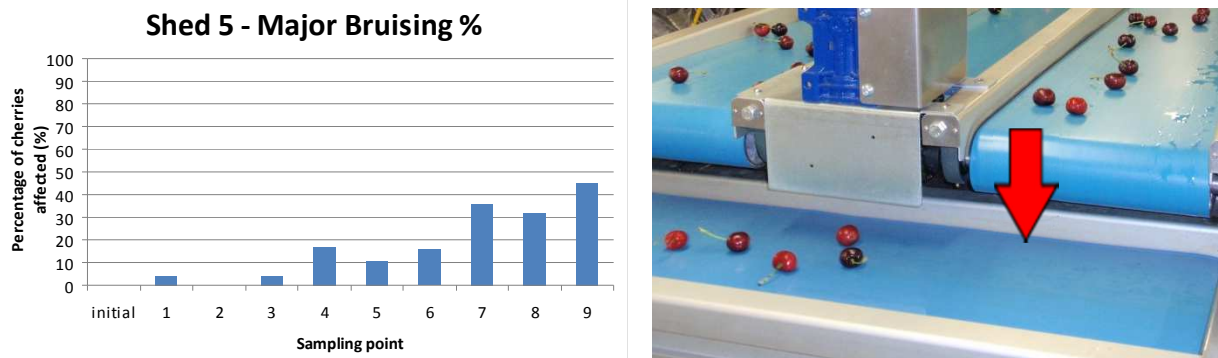 Shed 5 - Major Bruising %
Percentage of cherries
affected (%)
100
90
80
70
60
50
40
30
20
10
0
initial 1 2 3 4 5 6 7 8 9
Sampling point